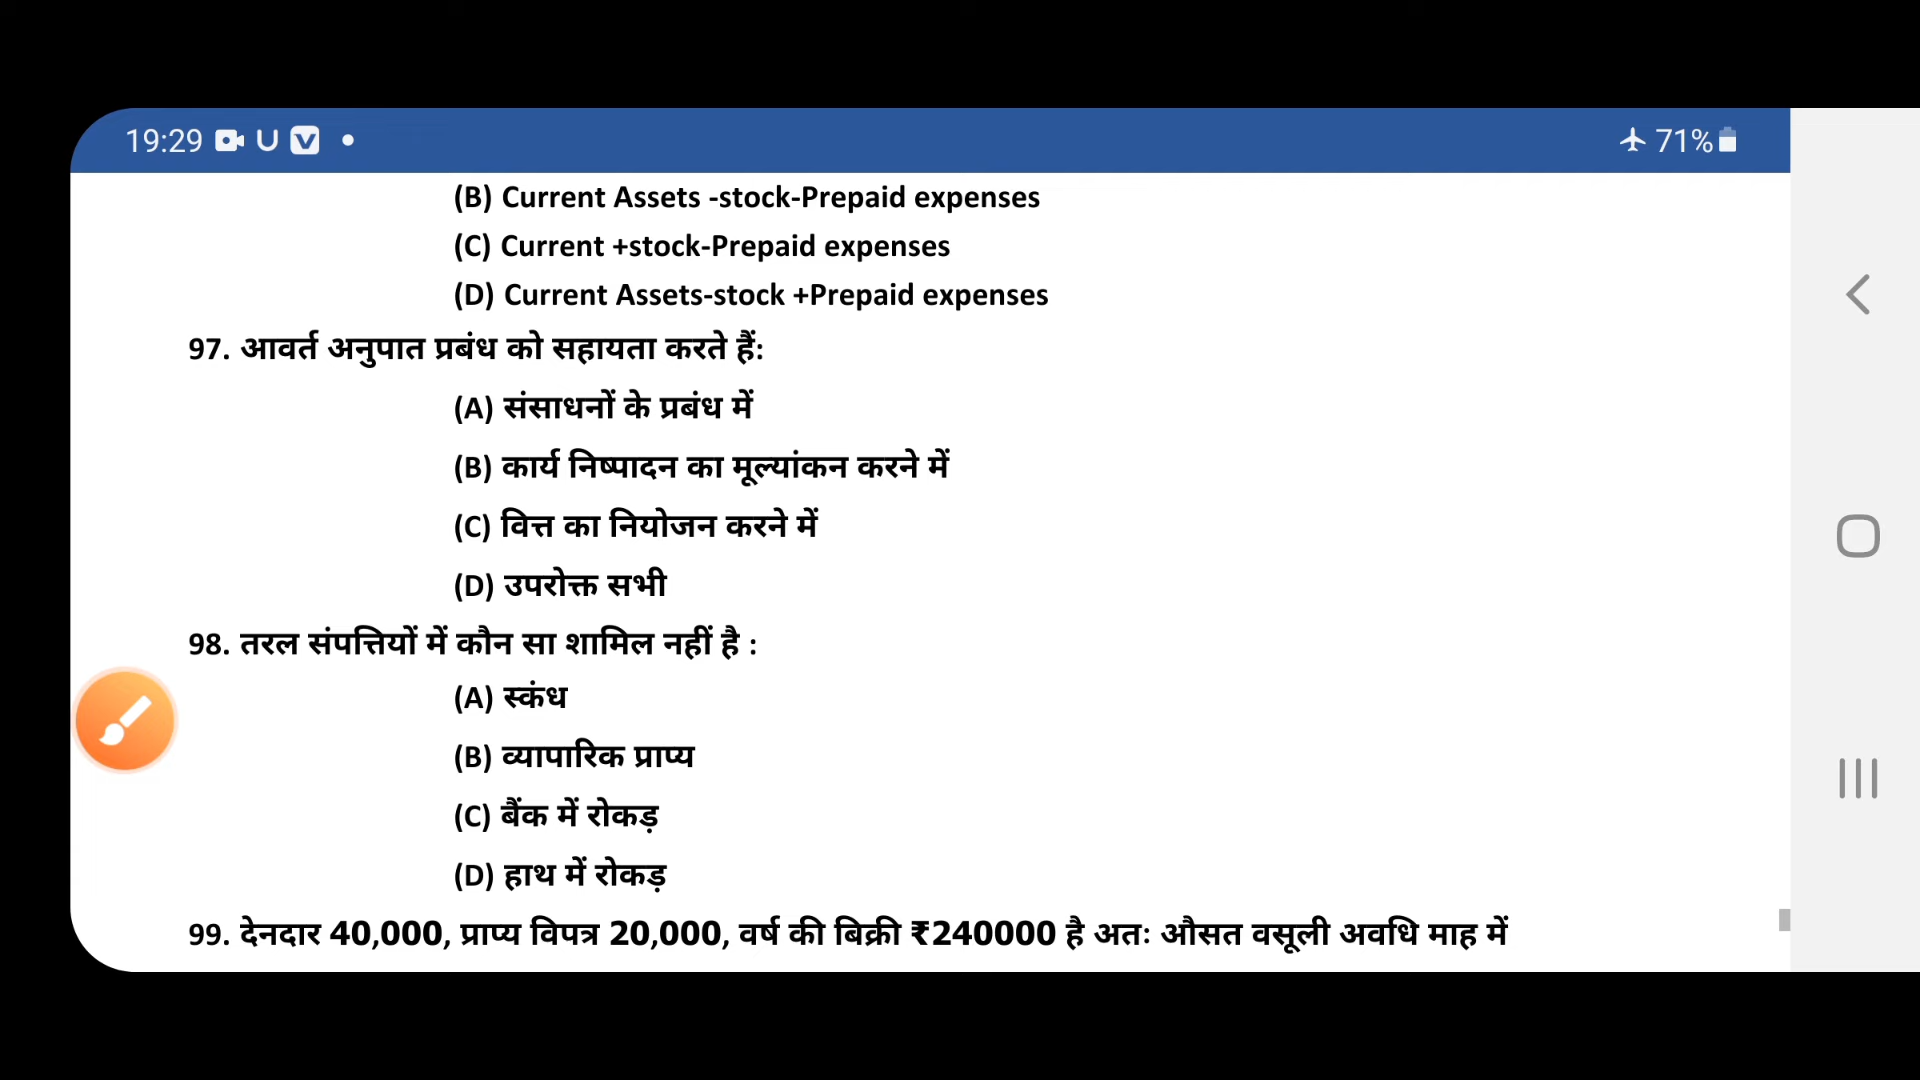 19:29
71%
(B) Current Assets -stock-Prepaid expenses
(C) Current +stock-Prepaid expenses
(D) Current Assets-stock +Prepaid expenses
97. आवर्त अनुपात प्रबंध को सहायता करते हैं:
(A) संसाधनों के प्रबंध में
(B) कार्य निष्पादन का मूल्यांकन करने में
(C) वित्त का नियोजन करने में
(D) उपरोक्त सभी
98. तरल संपत्तियों में कौन सा शामिल नहीं है :
(A) स्कंध
(B) व्यापारिक प्राप्य
(C) बैंक में रोकड़
(D) हाथ में रोकड़
99. देनदार 40,000, प्राप्य विपत्र 20,000, वर्ष की बिक्री ₹240000 है अतः औसत वसूली अवधि माह में